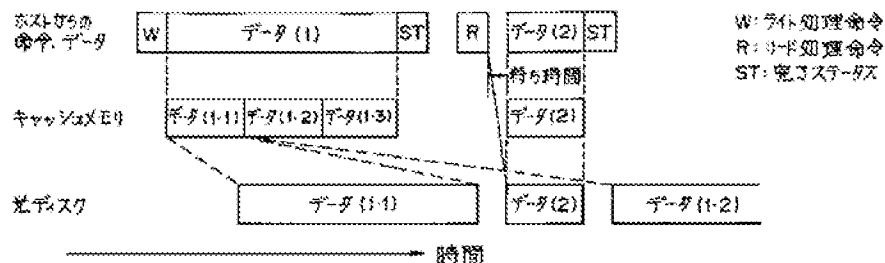 ホストからの
命令、データ
W
データ(1)
ST
R
データ(2)
ST
W:ライト処理命令
R:リード処理命令
ST:完了ステータス
待ち時間
キャッシュメモリ
データ(1-1)
データ(1-2)
データ(1-3)
データ(2)
光ディスク
データ(1-1)
データ(2)
データ(1-2)
時間